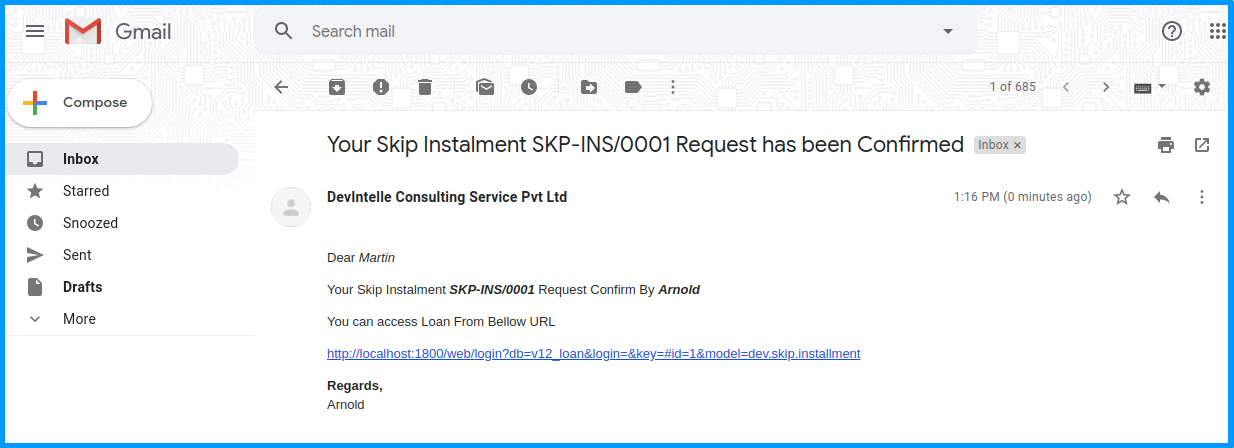 Gmail
Search mail
Compose
1 of 685
Inbox
Starred
Snoozed
Sent
Drafts
More
Your Skip Instalment SKP-INS/0001 Request has been Confirmed Inbox ×
DevIntelle Consulting Service Pvt Ltd 1:16 PM (0 minutes ago)
Dear Martin
Your Skip Instalment SKP-INS/0001 Request Confirm By Arnold
You can access Loan From Bellow URL
http://localhost:1800/web/login?db=v12_loan&login=&key=#id=1&model=dev.skip.installment
Regards,
Arnold